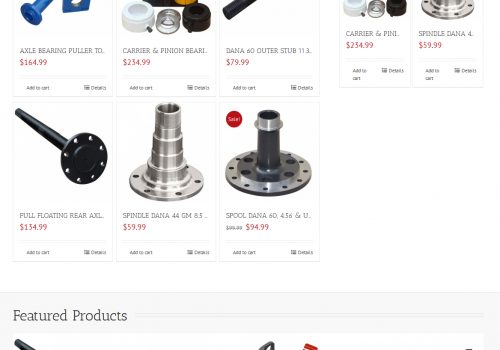 AXLE BEARING PULLER TO...
$164.99
Add to cart
Details
CARRIER & PINION BEARI...
$234.99
Add to cart
Details
DANA 60 OUTER STUB 11.3...
$79.99
Add to cart
Details
CARRIER & PINI...
$234.99
Add to cart
Details
SPINDLE DANA 4...
$59.99
Add to cart
Details
FULL FLOATING REAR AXL...
$134.99
Add to cart
Details
SPINDLE DANA 44 GM 8.5 ...
$59.99
Add to cart
Details
Sale!
SPOOL DANA 60, 4.56 & U...
$99.99 $94.99
Add to cart
Details
Featured Products